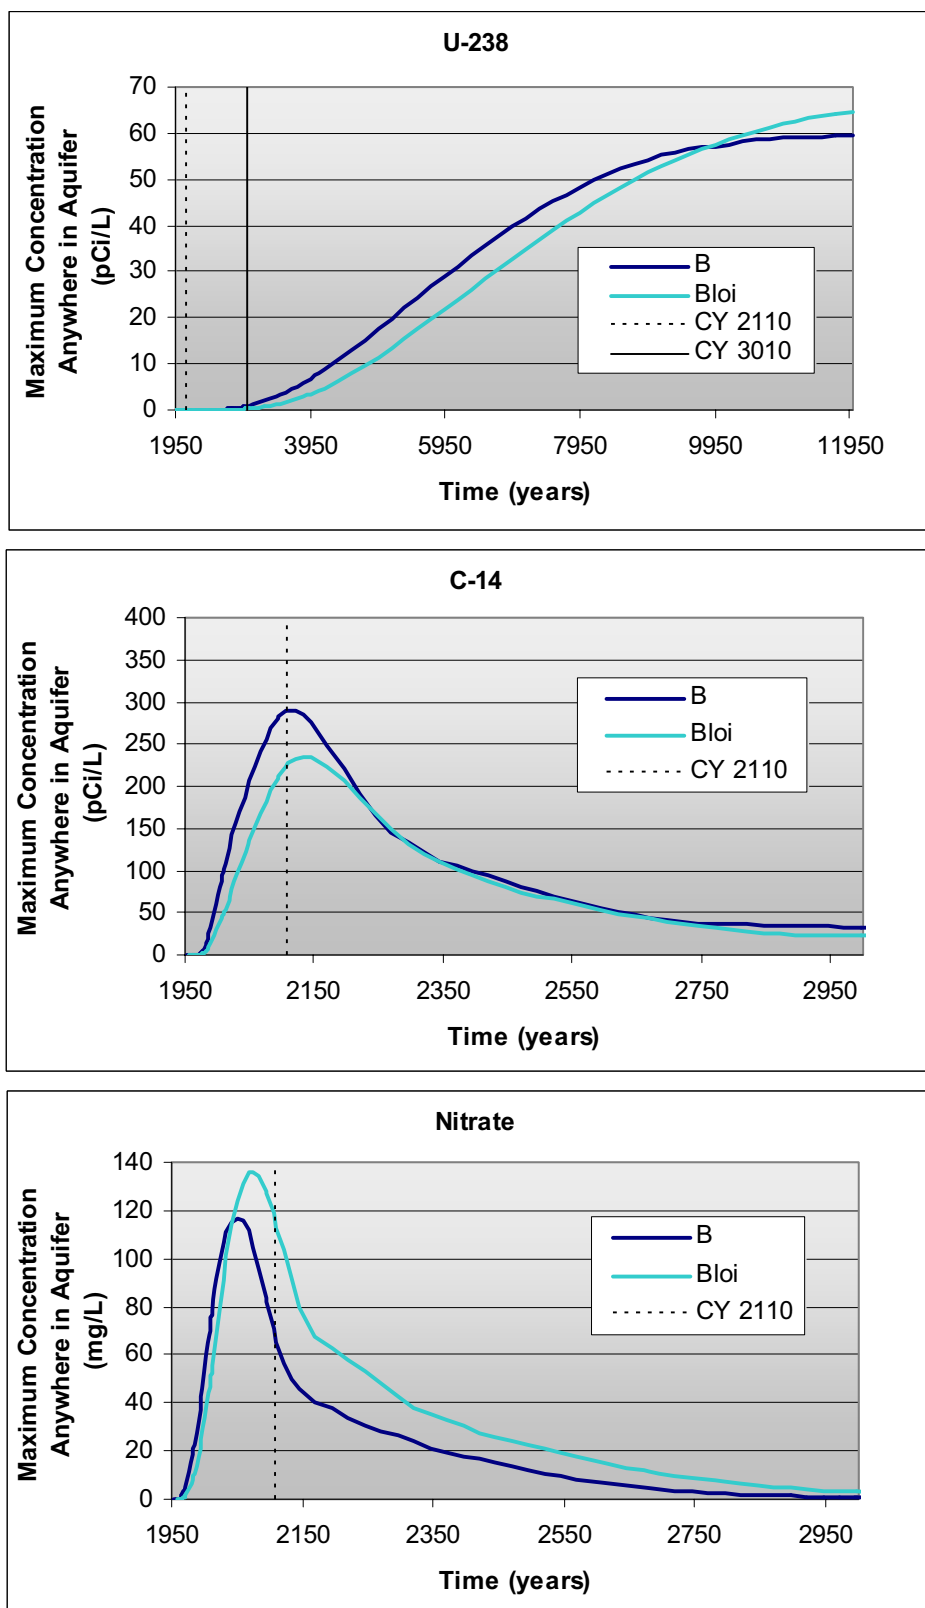 U-238
Maximum Concentration
Anywhere in Aquifer
(pCi/L)
70
60
50
40
30
20
10
0
B
Bloi
CY 2110
CY 3010
1950 3950 5950 7950 9950 11950
Time (years)
C-14
Maximum Concentration
Anywhere in Aquifer
(pCi/L)
400
350
300
250
200
150
100
50
0
B
Bloi
CY 2110
1950 2150 2350 2550 2750 2950
Time (years)
Nitrate
Maximum Concentration
Anywhere in Aquifer
(mg/L)
140
120
100
80
60
40
20
0
B
Bloi
CY 2110
1950 2150 2350 2550 2750 2950
Time (years)